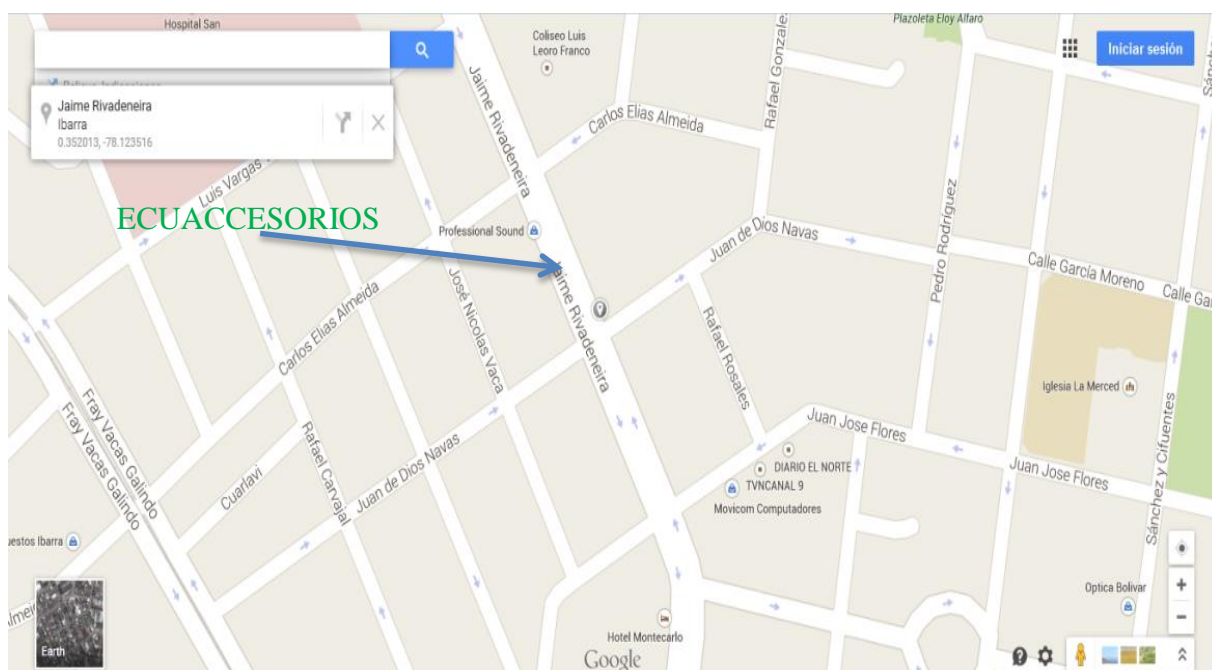 Hospital San
Plazoleta Eloy Alfaro
Coliseo Luis
Leoro Franco
Iniciar sesión
Jaime Rivadeneira
Ibarra
0.352013, -78.123516
Luis Vargas
Jaime Rivadeneira
Carlos Elias Almeida
Rafael Gonzalez
ECUACCESORIOS
Professional Sound
Juan de Dios Navas
Pedro Rodríguez
Calle García Moreno
Jaime Rivadeneira
José Nicolas Vaca
Carlos Elias Almeida
Rafael Rosales
Iglesia La Merced
Fray Vacas Galindo
Fray Vacas Galindo
Rafael Carvajal
Cuarlavi
Juan de Dios Navas
Juan Jose Flores
Juan Jose Flores
Sánchez y Cifuentes
DIARIO EL NORTE
TVNCANAL 9
Movicom Computadores
uestos Ibarra
Optica Bolivar
Hotel Montecarlo
Earth
Google